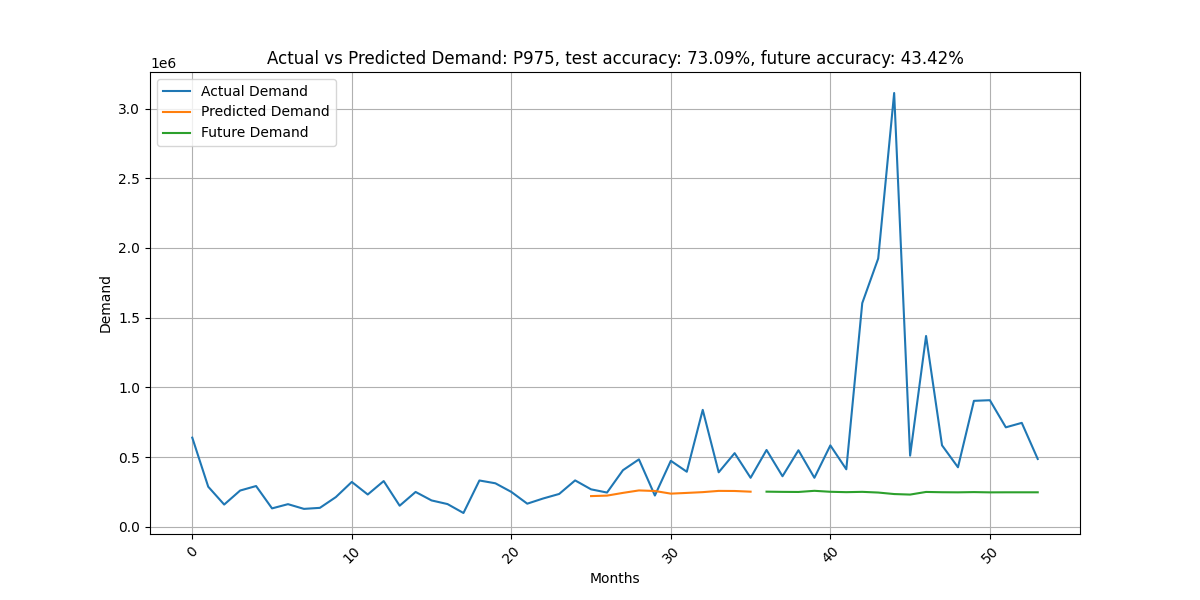 Actual vs Predicted Demand: P975, test accuracy: 73.09%, future accuracy: 43.42%
1e6
Actual Demand
Predicted Demand
Future Demand
3.0
2.5
2.0
1.5
1.0
0.5
0.0
Demand
0
10
20
30
40
50
Months